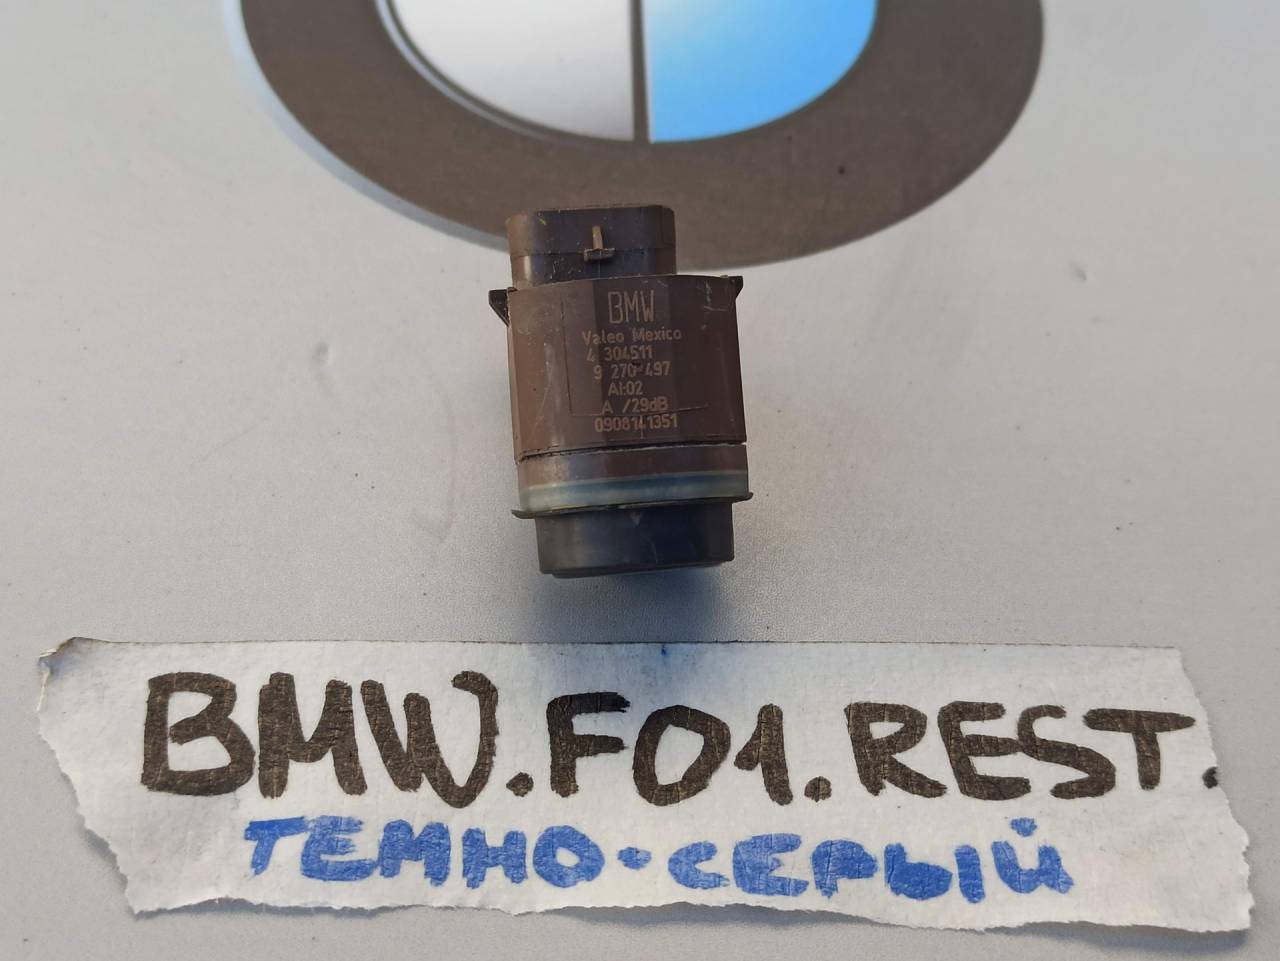 BMW
Valeo Mexico
4 304511
9 270 497
AI:02
A /29dB
0908141351
BMW.F01.REST.
ТЕМНО-СЕРЫЙ